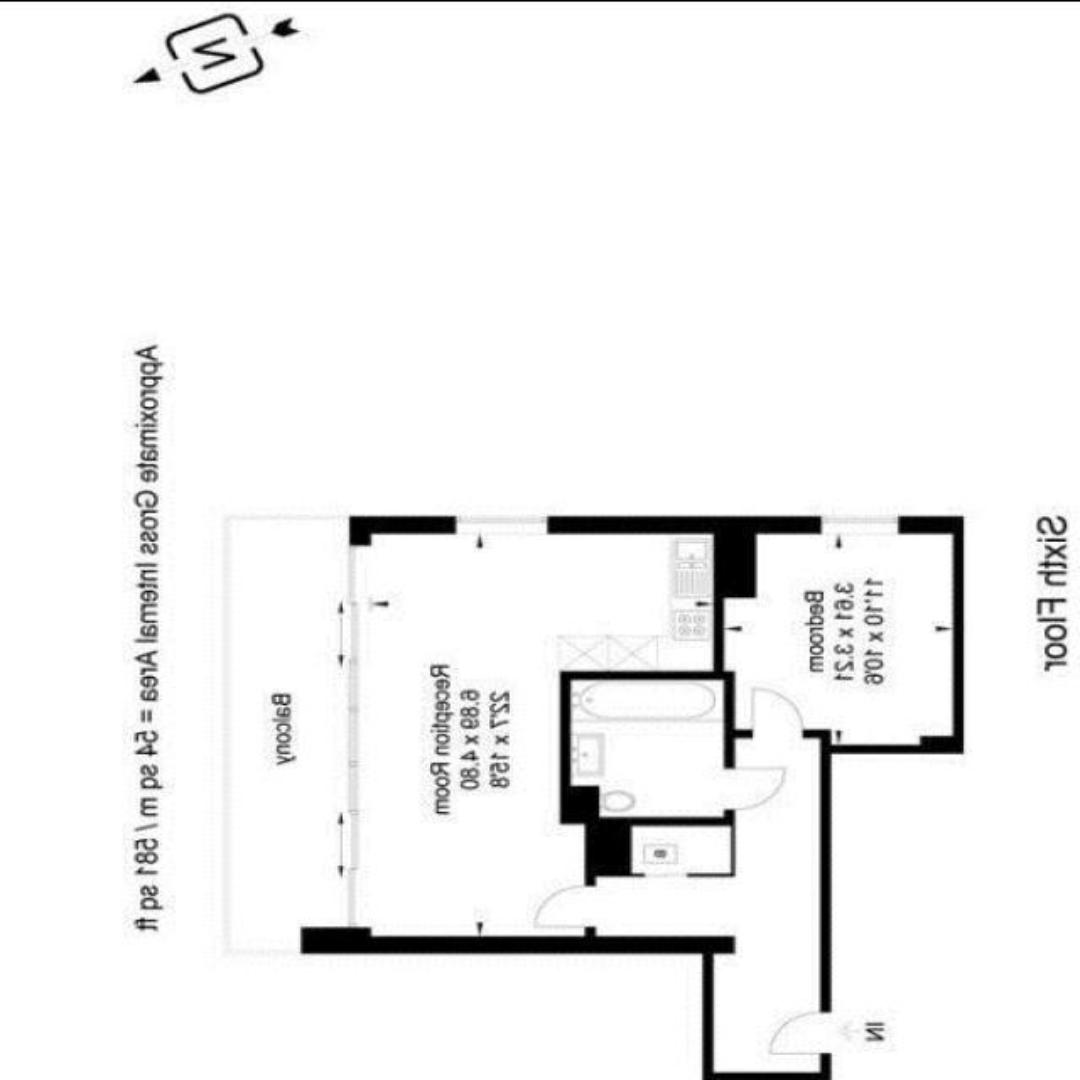 N
Approximate Gross Internal Area = 54 sq m / 581 sq ft
Balcony
Reception Room
6.89 x 4.80
22'7 x 15'8
Bedroom
3.61 x 3.21
11'10 x 10'6
IN
Sixth Floor